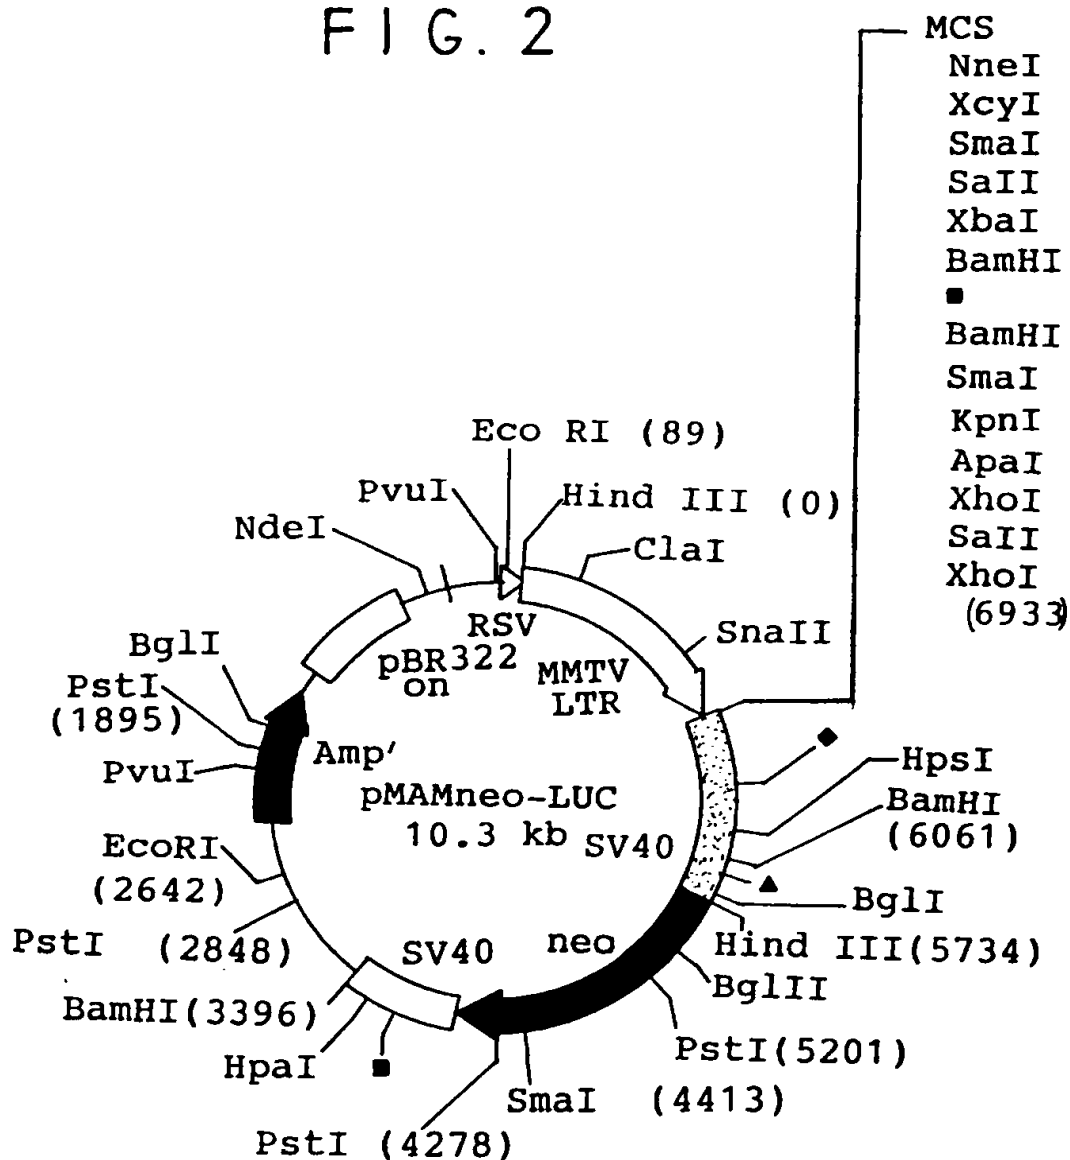 FIG. 2
MCS
NneI
XcyI
SmaI
SaII
XbaI
BamHI
■
BamHI
SmaI
KpnI
ApaI
XhoI
SaII
XhoI
(6933)
Eco RI (89)
PvuI
Hind III (0)
NdeI
ClaI
SnaII
RSV
pBR322
on
MMTV
LTR
BglI
PstI
(1895)
PvuI
Amp'
pMAMneo-LUC
10.3 kb
SV40
◆
HpsI
BamHI
(6061)
▲
BglI
EcoRI
(2642)
PstI (2848)
SV40
neo
Hind III(5734)
BglII
BamHI(3396)
HpaI
■
PstI(5201)
SmaI (4413)
PstI (4278)